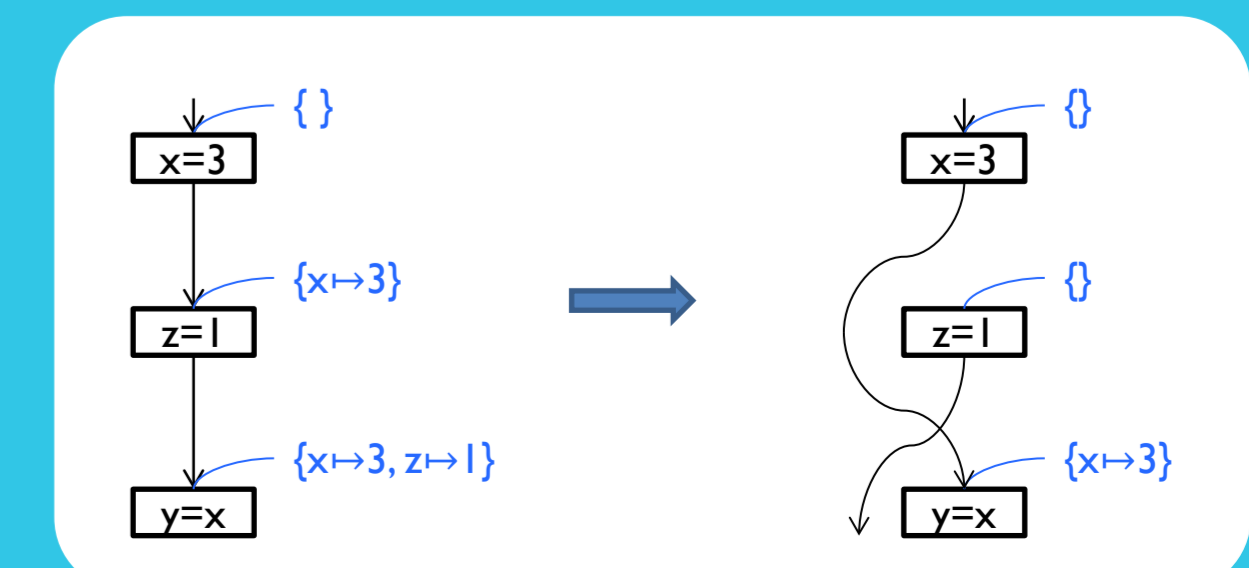 { } {}
x=3 x=3
{x↦3} {}
z=1 z=1
{x↦3, z↦1} {x↦3}
y=x y=x